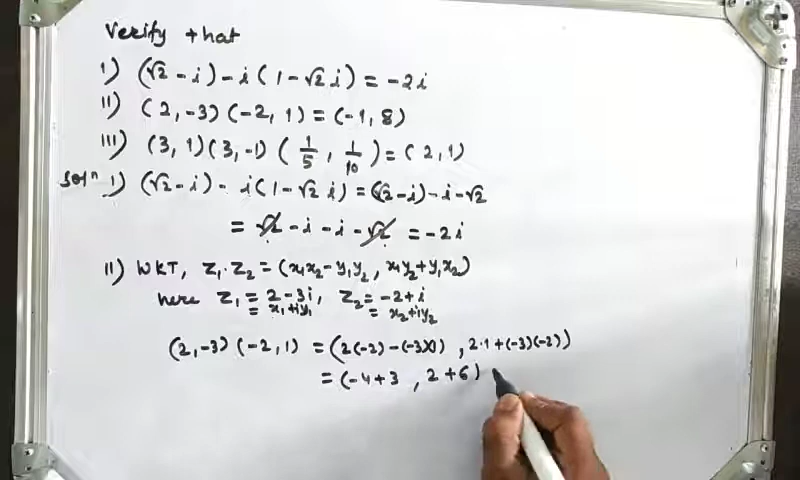 Verify that
I) (√2 - i) - i(1 - √2 i) = -2i
II) (2, -3) (-2, 1) = (-1, 8)
III) (3, 1) (3, -1) (1/5, 1/10) = (2, 1)
Solⁿ I) (√2 - i) - i(1 - √2 i) = (√2 - i) - i - √2
= √2 - i - i - √2 = -2i
II) WKT, Z₁·Z₂ = (x₁x₂ - y₁y₂, x₁y₂ + y₁x₂)
here Z₁ = 2 - 3i, Z₂ = -2 + i
= x₁+iy₁ = x₂+iy₂
(2, -3) (-2, 1) = (2(-2) - (-3)(1), 2·1 + (-3)(-2))
= (-4 + 3, 2 + 6)